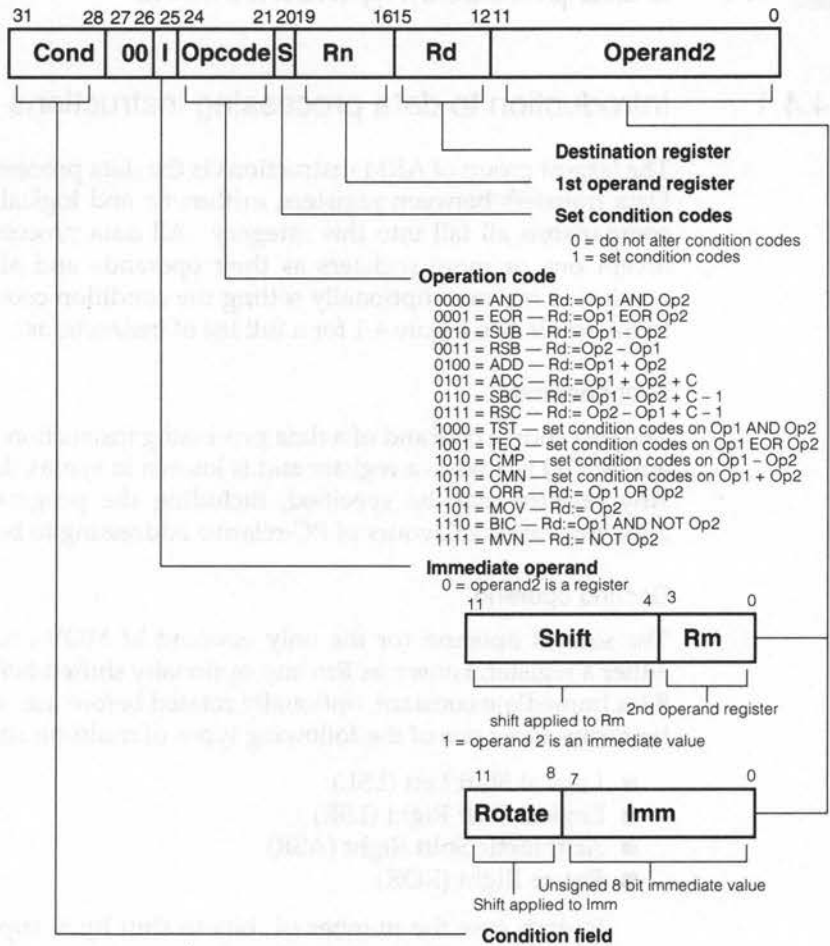 31 28 27 26 25 24 21 20 19 16 15 12 11 0
Cond 00 I Opcode S Rn Rd Operand2
Destination register
1st operand register
Set condition codes
0 = do not alter condition codes
1 = set condition codes
Operation code
0000 = AND — Rd:=Op1 AND Op2
0001 = EOR — Rd:=Op1 EOR Op2
0010 = SUB — Rd:=Op1 – Op2
0011 = RSB — Rd:=Op2 – Op1
0100 = ADD — Rd:=Op1 + Op2
0101 = ADC — Rd:=Op1 + Op2 + C
0110 = SBC — Rd:=Op1 – Op2 + C – 1
0111 = RSC — Rd:= Op2 – Op1 + C – 1
1000 = TST — set condition codes on Op1 AND Op2
1001 = TEQ — set condition codes on Op1 EOR Op2
1010 = CMP — set condition codes on Op1 – Op2
1011 = CMN — set condition codes on Op1 + Op2
1100 = ORR — Rd:= Op1 OR Op2
1101 = MOV — Rd:= Op2
1110 = BIC — Rd:=Op1 AND NOT Op2
1111 = MVN — Rd:= NOT Op2
Immediate operand
0 = operand2 is a register
11 4 3 0
Shift Rm
2nd operand register
shift applied to Rm
1 = operand 2 is an immediate value
11 8 7 0
Rotate Imm
Unsigned 8 bit immediate value
Shift applied to Imm
Condition field